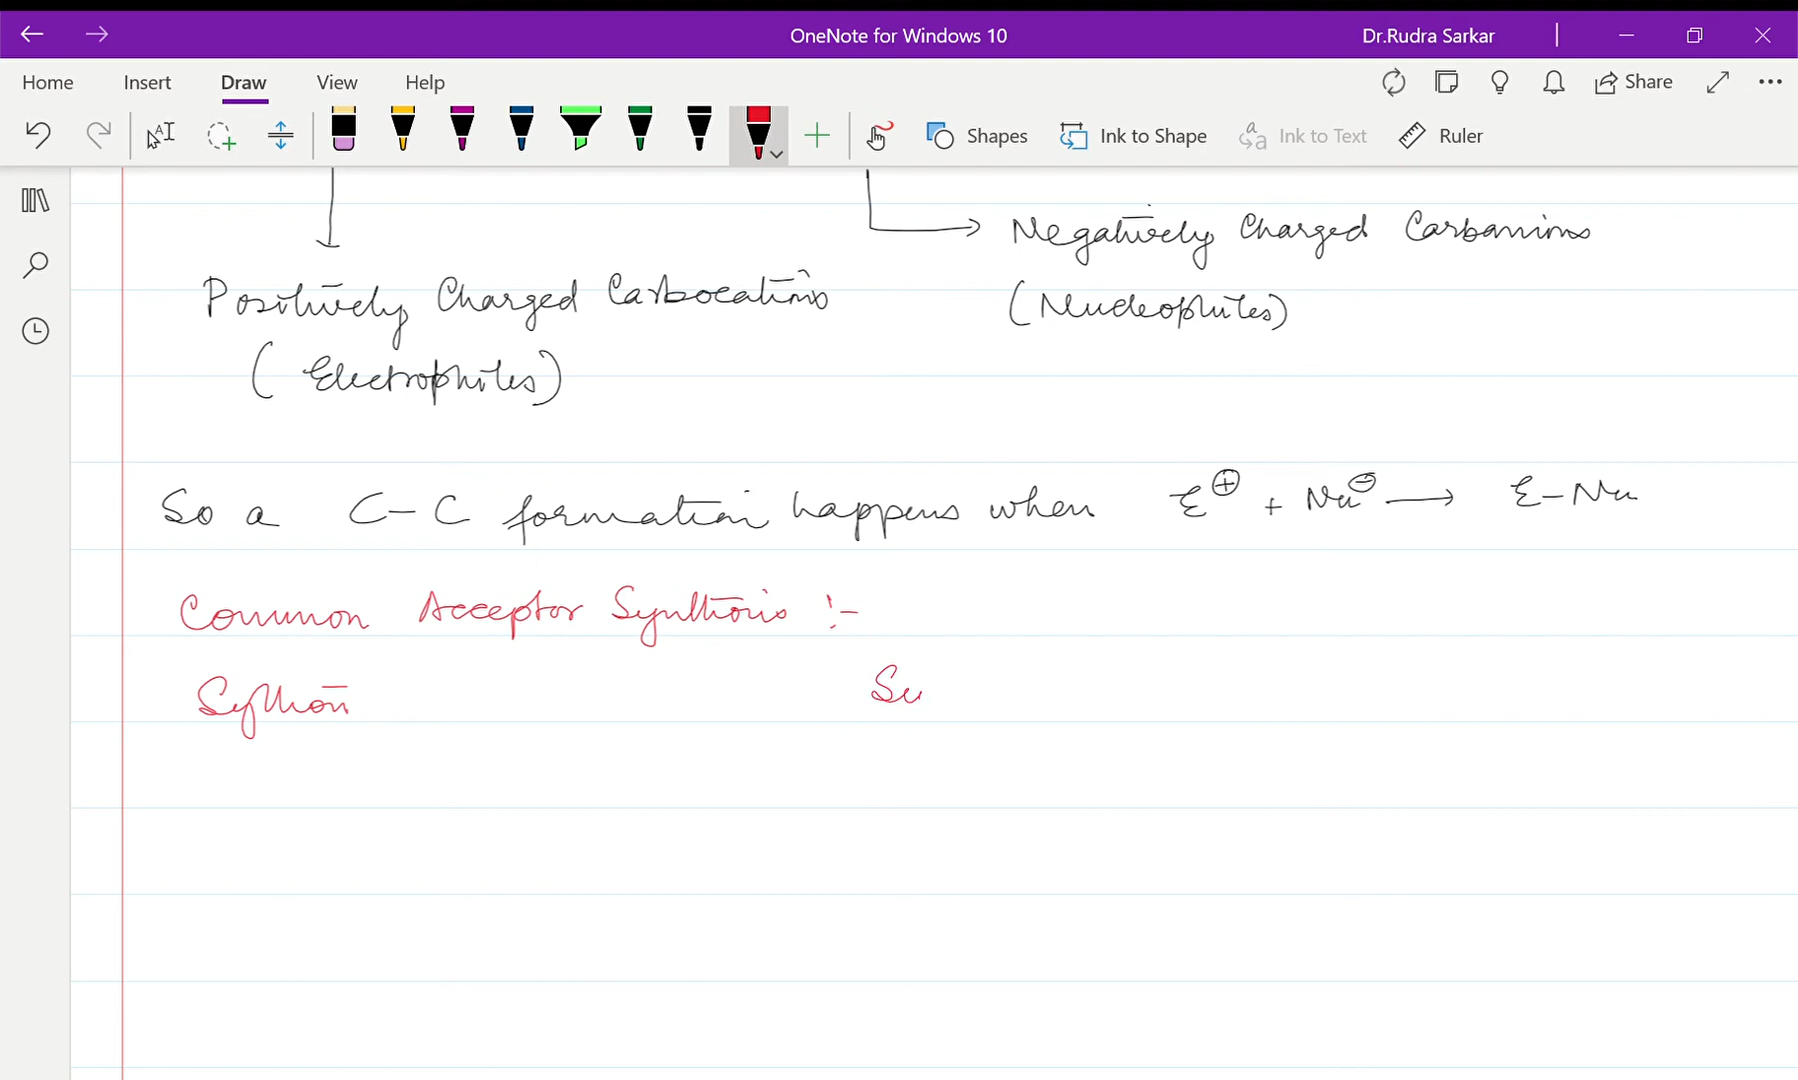 OneNote for Windows 10
Dr.Rudra Sarkar
Home Insert Draw View Help
Share
Shapes Ink to Shape Ink to Text Ruler
Negatively Charged Carbanions
Positively Charged Carbocations
(Nucleophiles)
(Electrophiles)
So a C-C formation happens when E⊕ + Nu⊖ → E-Nu
Common Acceptor Synthons :-
Sython
Su